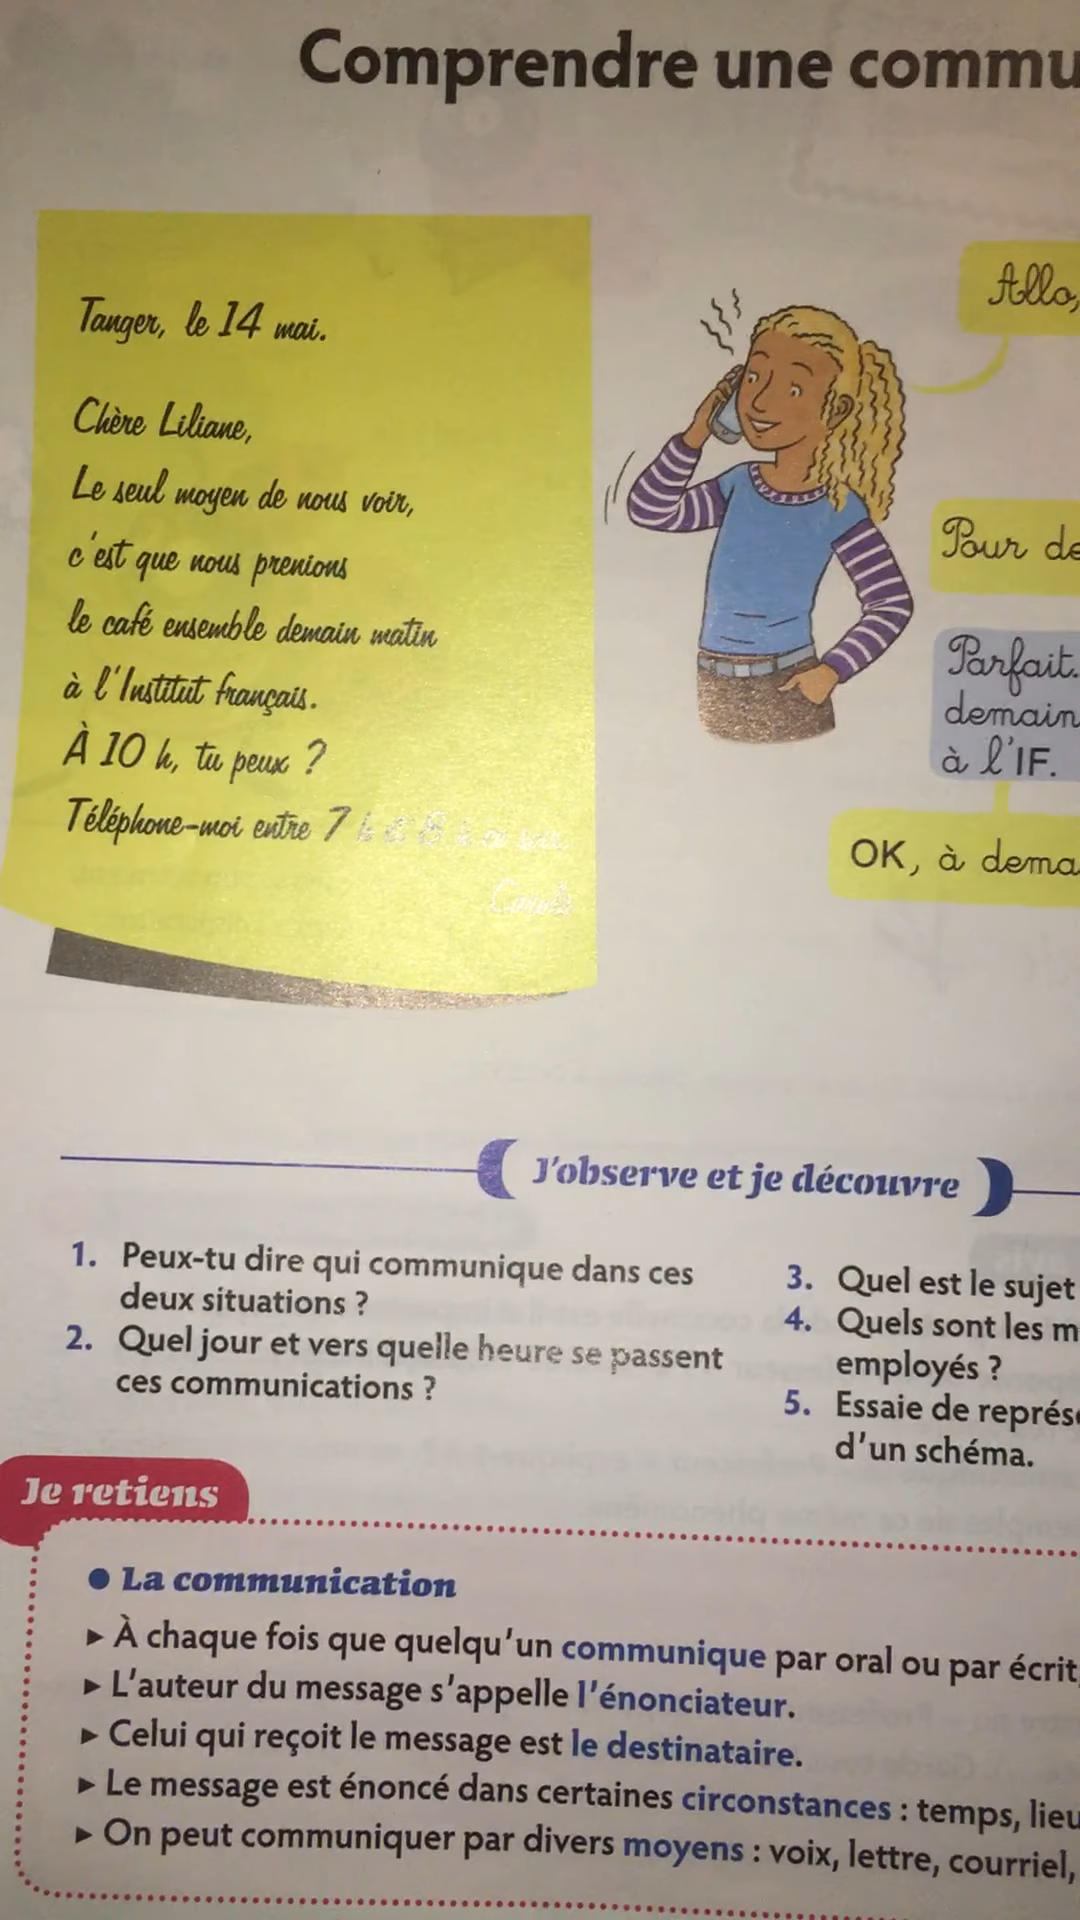 Comprendre une commu
Tanger, le 14 mai.
Chère Liliane,
Le seul moyen de nous voir,
c'est que nous prenions
le café ensemble demain matin
à l'Institut français.
À 10 h, tu peux ?
Téléphone-moi entre 7 h et 8 h ce soir.
Allo,
Pour de
Parfait.
demain
à l'IF.
OK, à dema
J'observe et je découvre
1. Peux-tu dire qui communique dans ces
deux situations ?
2. Quel jour et vers quelle heure se passent
ces communications ?
3. Quel est le sujet
4. Quels sont les m
employés ?
5. Essaie de représe
d'un schéma.
Je retiens
● La communication
► À chaque fois que quelqu'un communique par oral ou par écrit,
► L'auteur du message s'appelle l'énonciateur.
► Celui qui reçoit le message est le destinataire.
► Le message est énoncé dans certaines circonstances : temps, lieu
► On peut communiquer par divers moyens : voix, lettre, courriel,